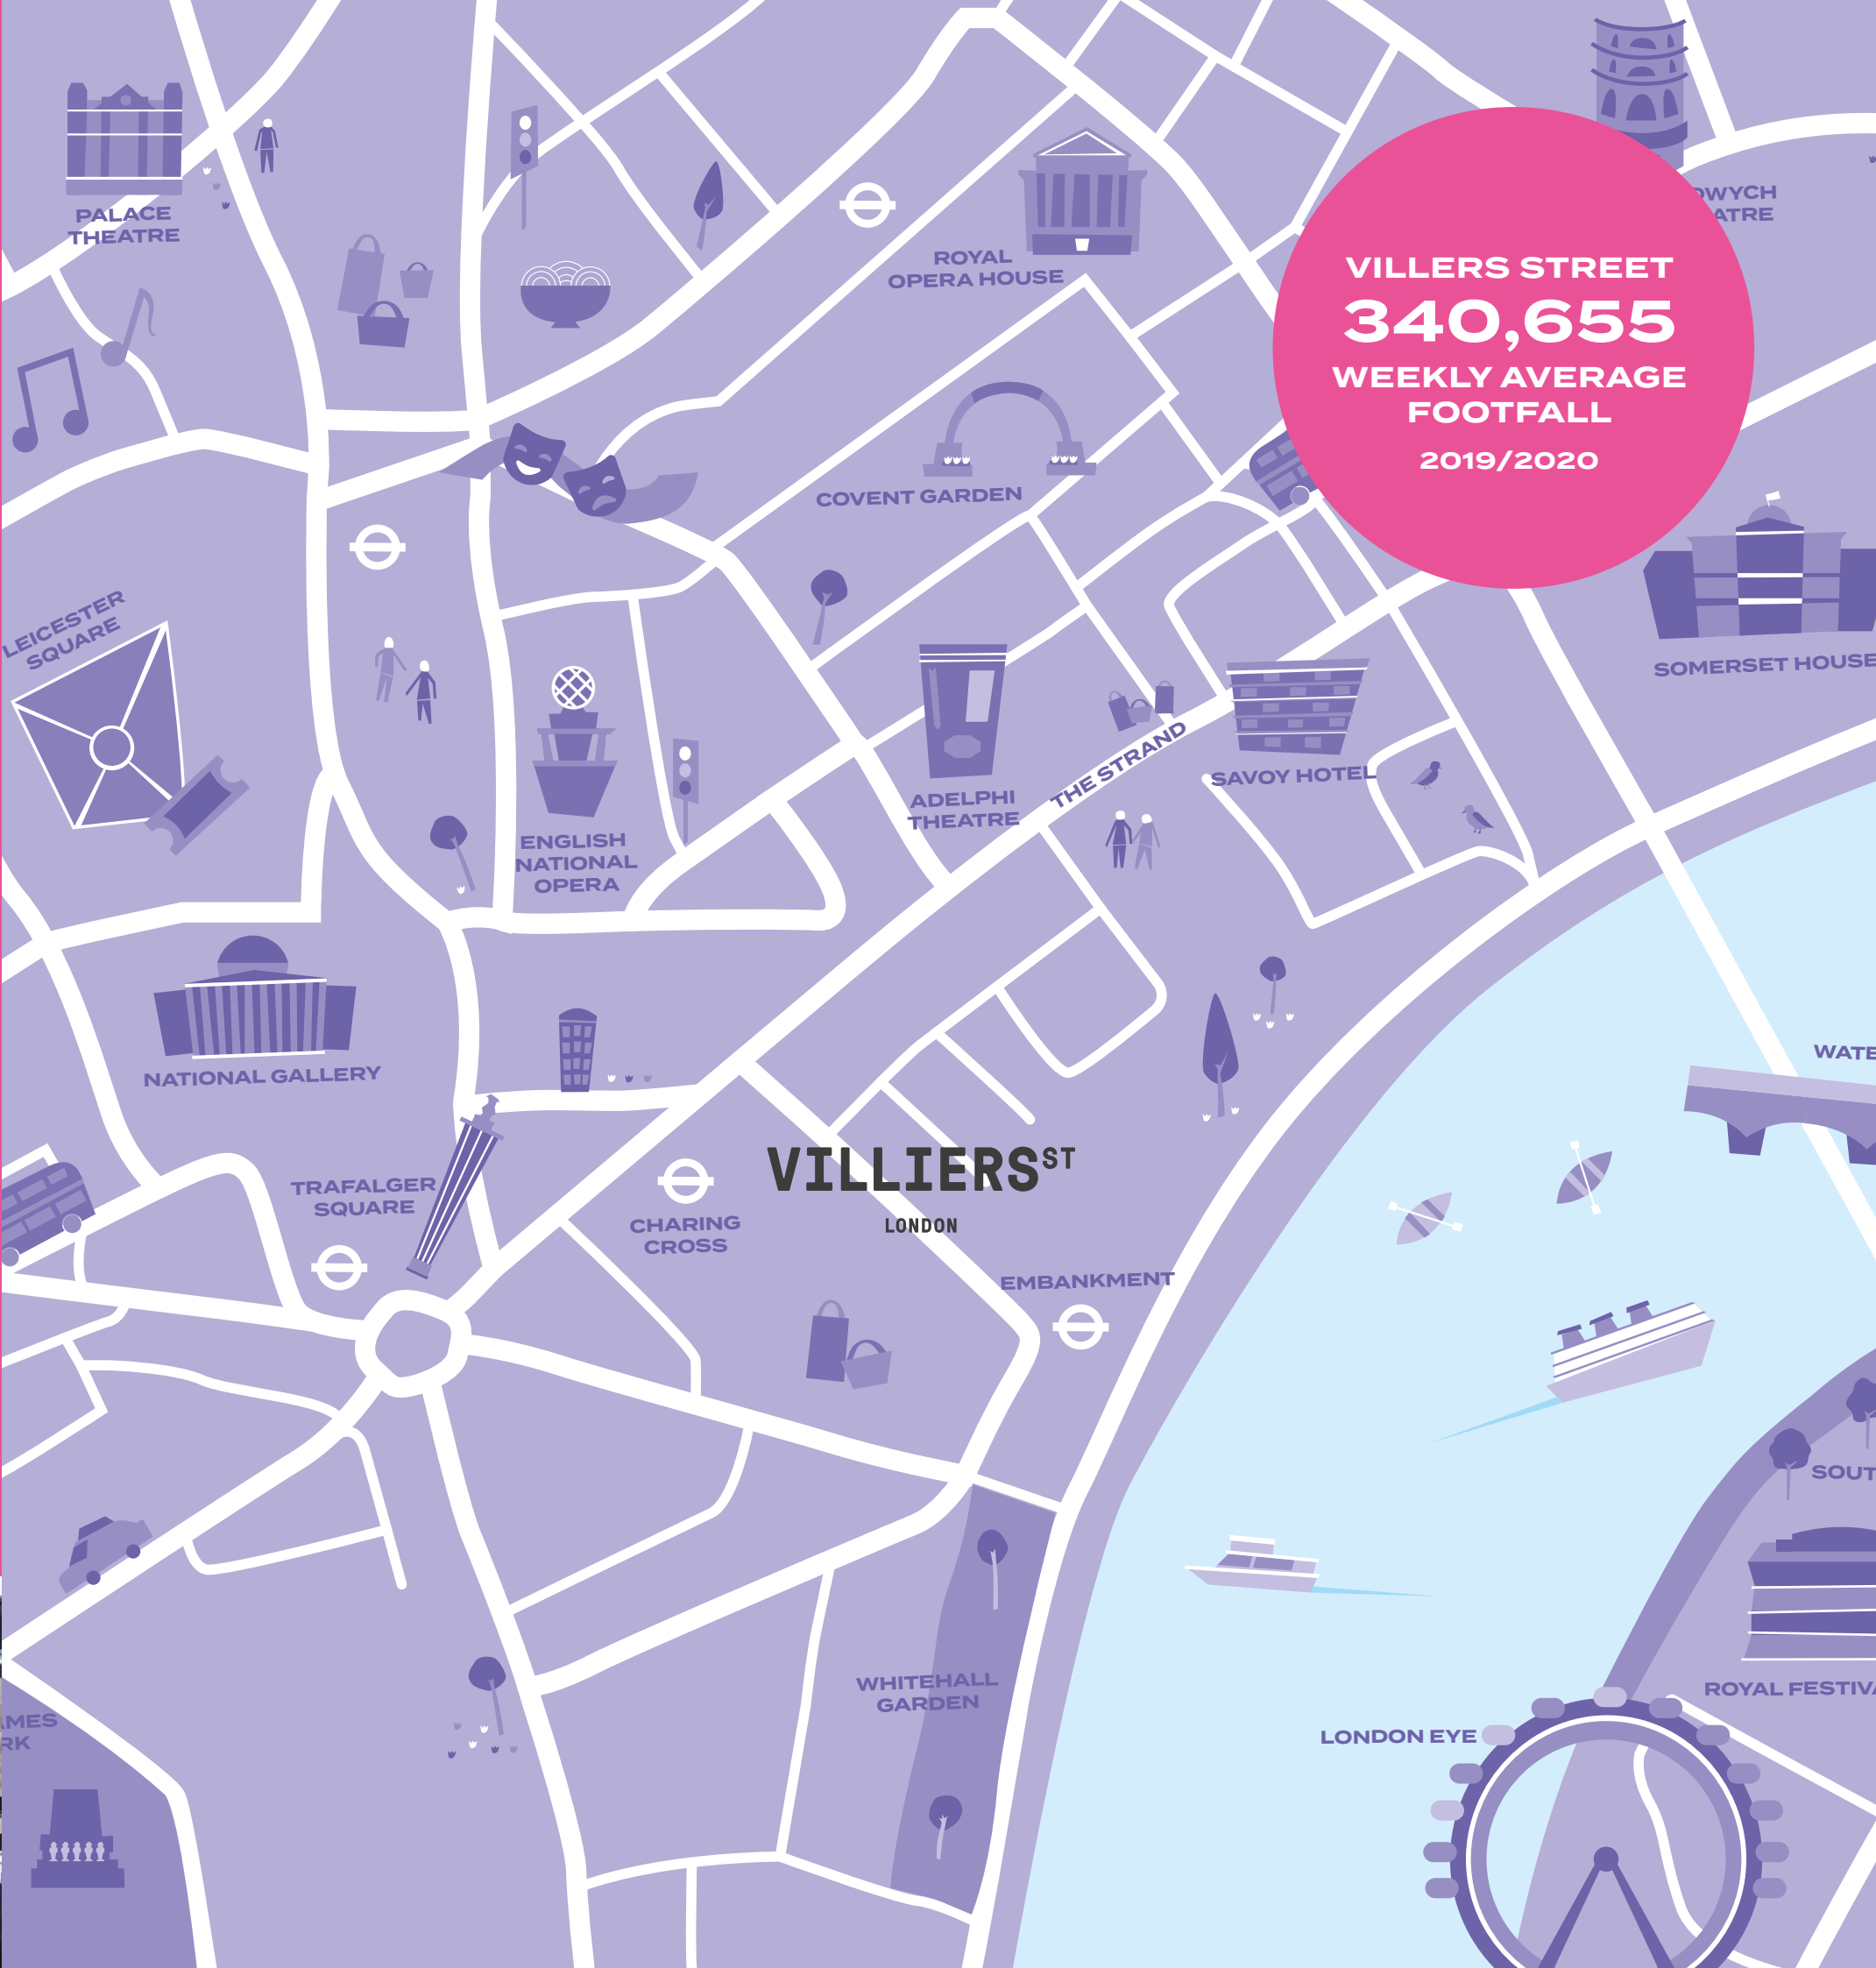 PALACE
THEATRE
ROYAL
OPERA HOUSE
VILLERS STREET
340,655
WEEKLY AVERAGE
FOOTFALL
2019/2020
COVENT GARDEN
LEICESTER
SQUARE
SOMERSET HOUSE
THE STRAND
SAVOY HOTEL
ADELPHI
THEATRE
ENGLISH
NATIONAL
OPERA
NATIONAL GALLERY
TRAFALGER
SQUARE
CHARING
CROSS
VILLIERS ST
LONDON
EMBANKMENT
WHITEHALL
GARDEN
ROYAL
LONDON EYE